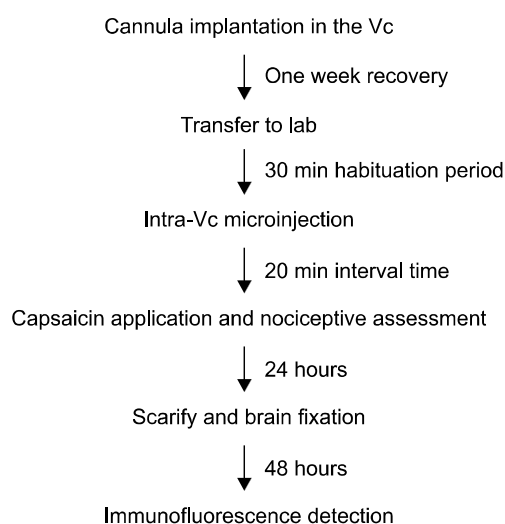 Cannula implantation in the Vc
One week recovery
Transfer to lab
30 min habituation period
Intra-Vc microinjection
20 min interval time
Capsaicin application and nociceptive assessment
24 hours
Scarify and brain fixation
48 hours
Immunofluorescence detection